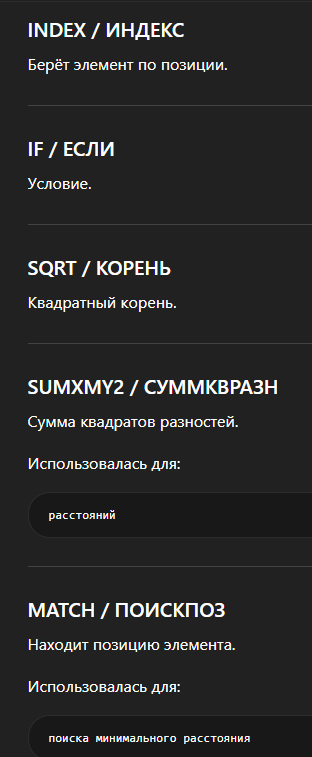 INDEX / ИНДЕКС
Берёт элемент по позиции.
IF / ЕСЛИ
Условие.
SQRT / КОРЕНЬ
Квадратный корень.
SUMXMY2 / СУММКВРАЗН
Сумма квадратов разностей.
Использовалась для:
расстояний
MATCH / ПОИСКПОЗ
Находит позицию элемента.
Использовалась для:
поиска минимального расстояния